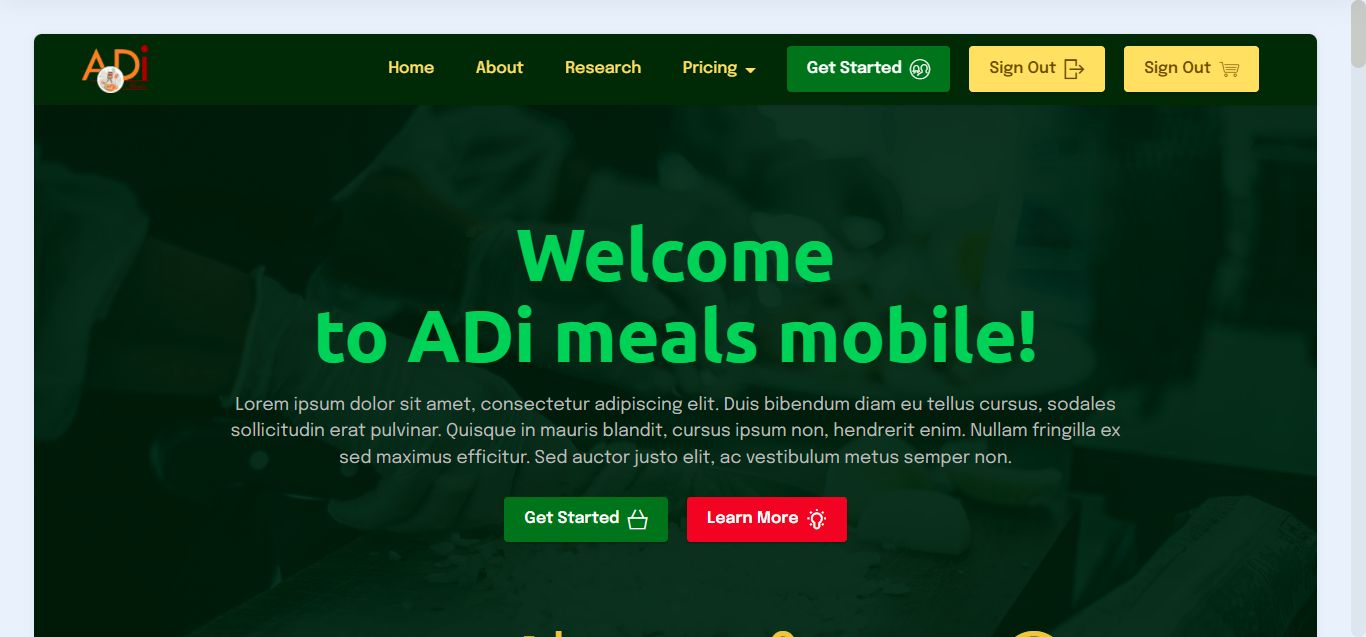 ADi
Home
About
Research
Pricing
Get Started
Sign Out
Sign Out
Welcome
to ADi meals mobile!
Lorem ipsum dolor sit amet, consectetur adipiscing elit. Duis bibendum diam eu tellus cursus, sodales
sollicitudin erat pulvinar. Quisque in mauris blandit, cursus ipsum non, hendrerit enim. Nullam fringilla ex
sed maximus efficitur. Sed auctor justo elit, ac vestibulum metus semper non.
Get Started
Learn More